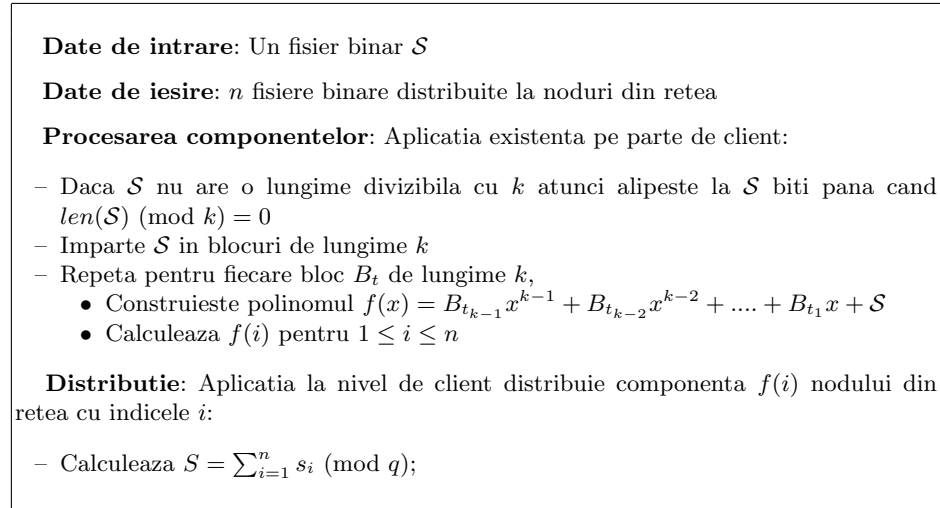 Date de intrare: Un fisier binar 𝒮
Date de iesire: n fisiere binare distribuite la noduri din retea
Procesarea componentelor: Aplicatia existenta pe parte de client:
– Daca 𝒮 nu are o lungime divizibila cu k atunci alipeste la 𝒮 biti pana cand
len(𝒮) (mod k) = 0
– Imparte 𝒮 in blocuri de lungime k
– Repeta pentru fiecare bloc B_t de lungime k,
• Construieste polinomul f(x) = B_{t_{k−1}}x^{k−1} + B_{t_{k−2}}x^{k−2} + .... + B_{t_1}x + 𝒮
• Calculeaza f(i) pentru 1 ≤ i ≤ n
Distributie: Aplicatia la nivel de client distribuie componenta f(i) nodului din
retea cu indicele i:
– Calculeaza S = ∑_{i=1}^{n} s_i (mod q);